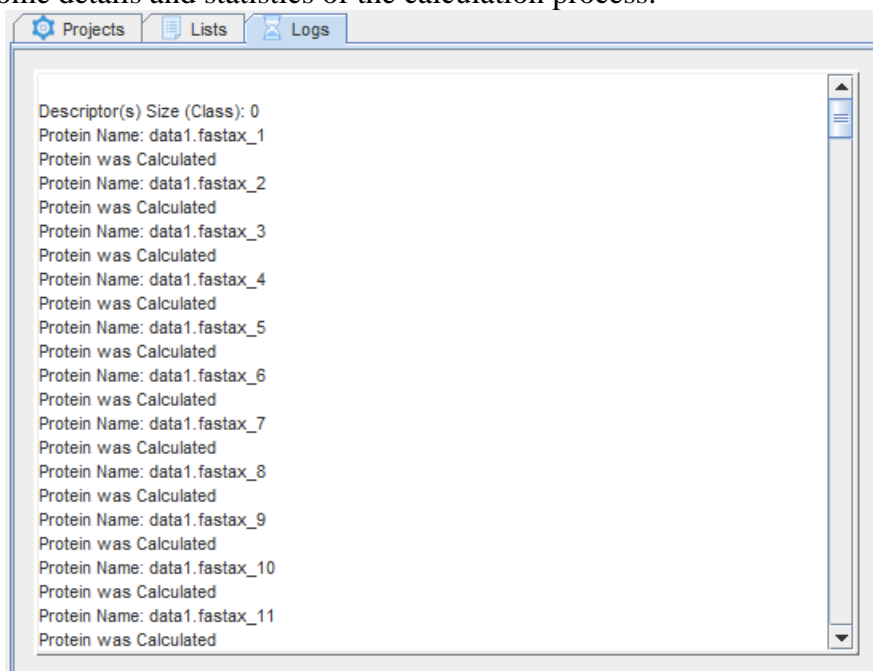 some details and statistics of the calculation process.
Projects Lists Logs
Descriptor(s) Size (Class): 0
Protein Name: data1.fastax_1
Protein was Calculated
Protein Name: data1.fastax_2
Protein was Calculated
Protein Name: data1.fastax_3
Protein was Calculated
Protein Name: data1.fastax_4
Protein was Calculated
Protein Name: data1.fastax_5
Protein was Calculated
Protein Name: data1.fastax_6
Protein was Calculated
Protein Name: data1.fastax_7
Protein was Calculated
Protein Name: data1.fastax_8
Protein was Calculated
Protein Name: data1.fastax_9
Protein was Calculated
Protein Name: data1.fastax_10
Protein was Calculated
Protein Name: data1.fastax_11
Protein was Calculated